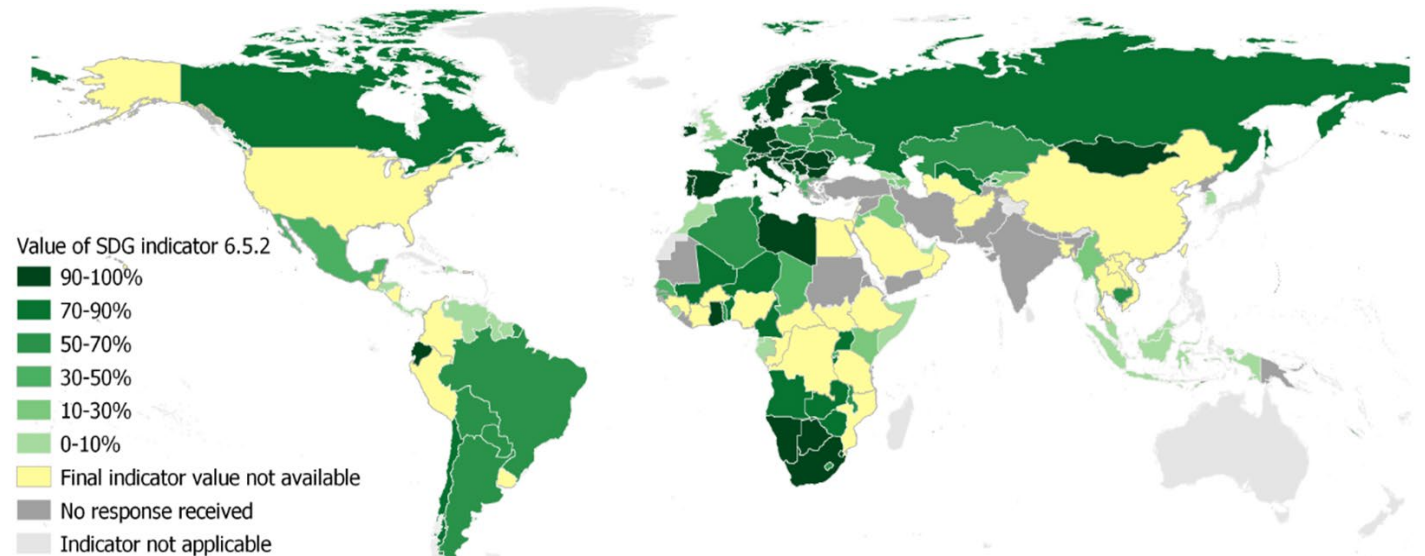 Value of SDG indicator 6.5.2
90-100%
70-90%
50-70%
30-50%
10-30%
0-10%
Final indicator value not available
No response received
Indicator not applicable